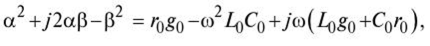 α² + j2αβ − β² = r₀g₀ − ω²L₀C₀ + jω(L₀g₀ + C₀r₀),